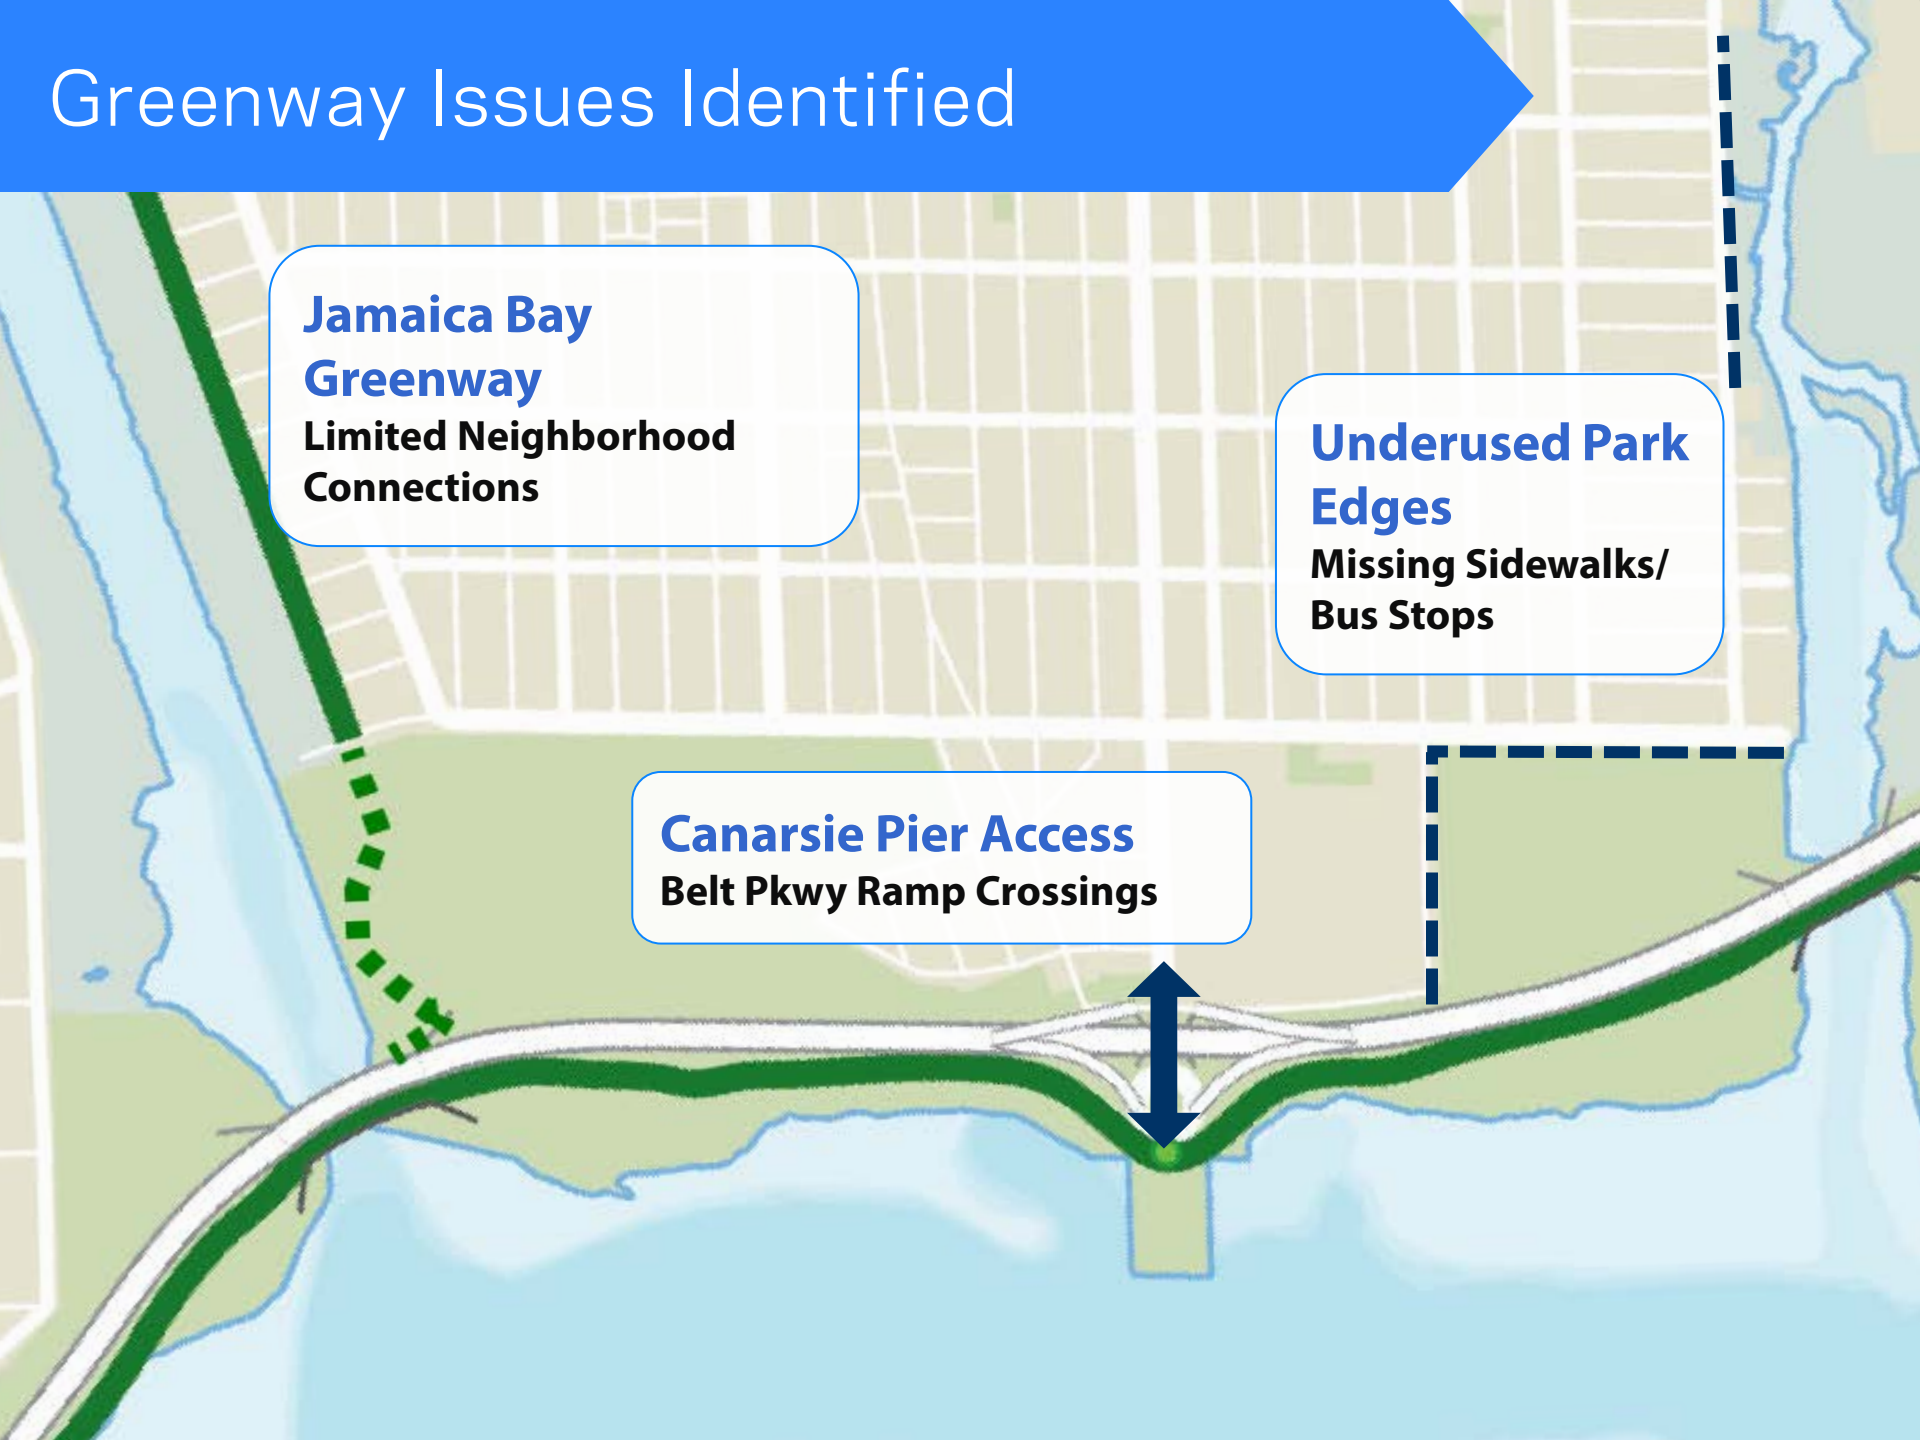 Greenway Issues Identified
Jamaica Bay
Greenway
Limited Neighborhood
Connections
Underused Park
Edges
Missing Sidewalks/
Bus Stops
Canarsie Pier Access
Belt Pkwy Ramp Crossings